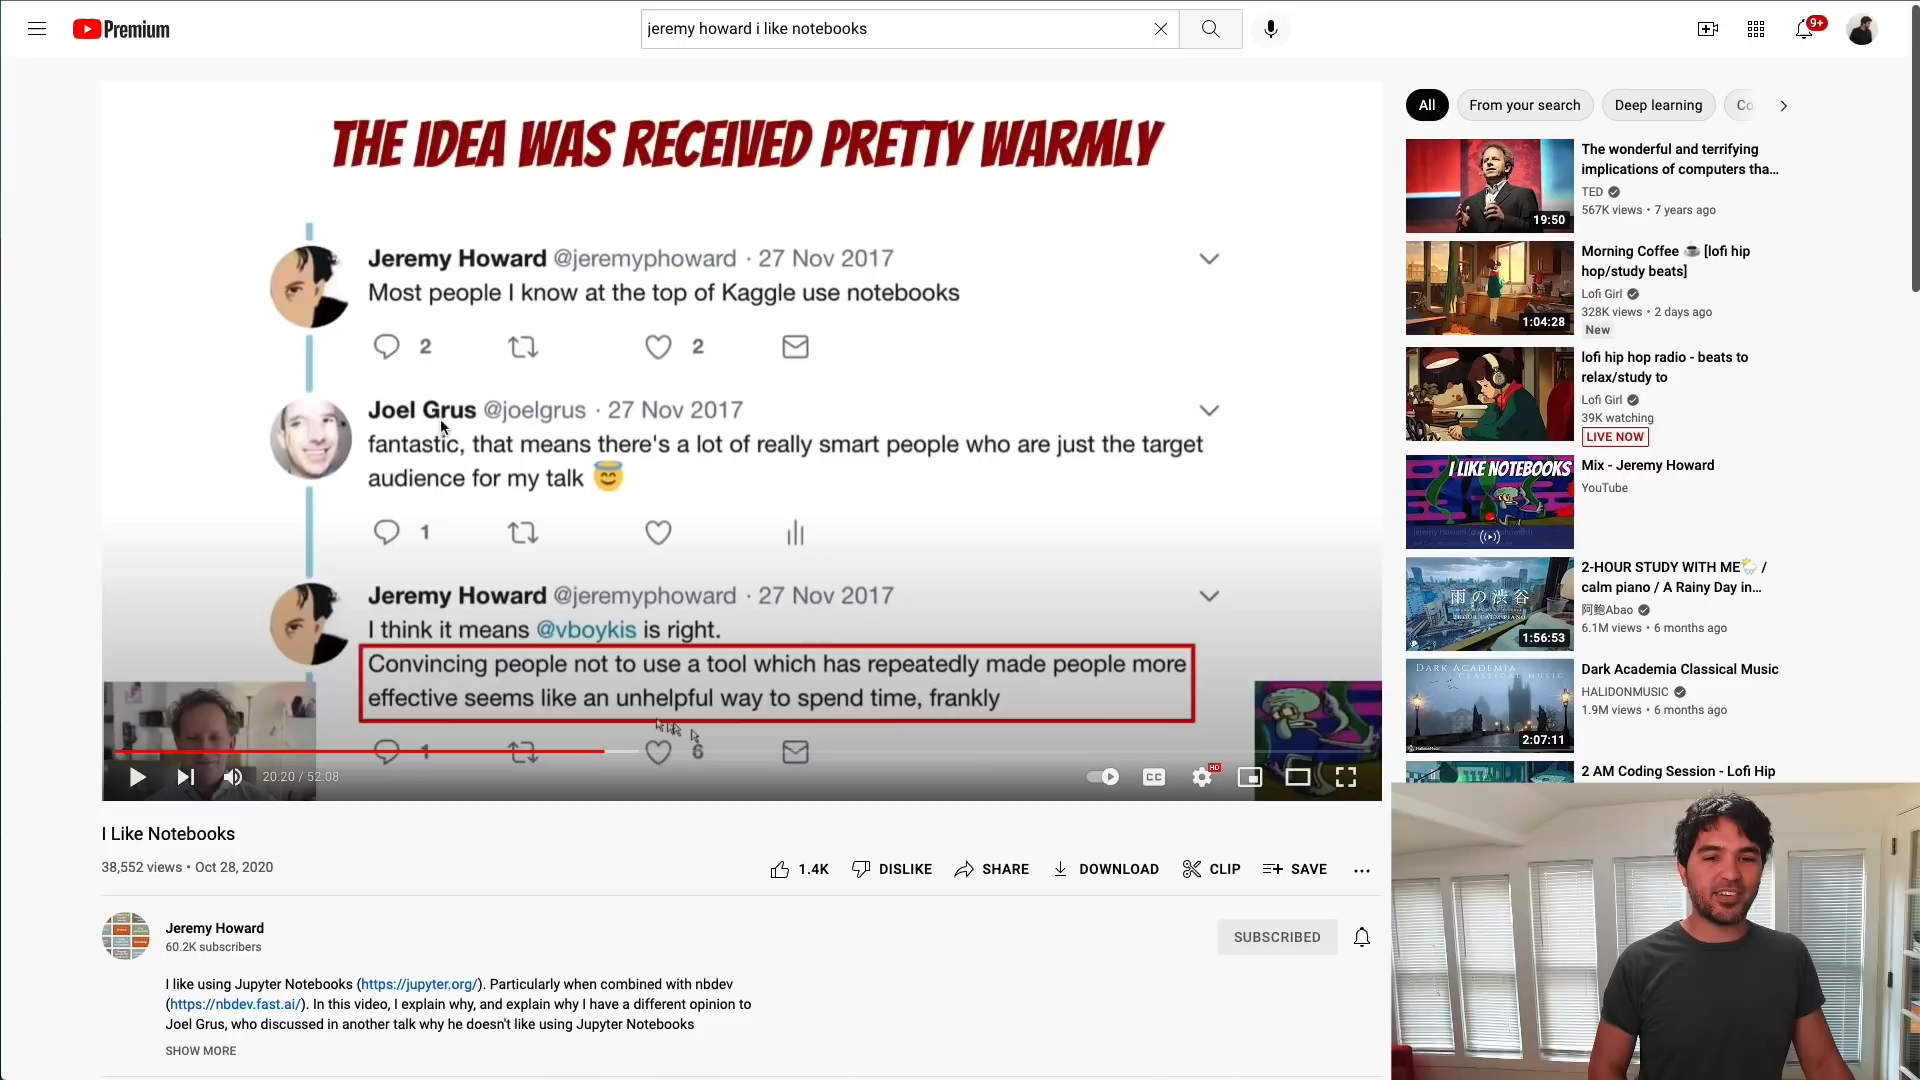 Premium
jeremy howard i like notebooks
9+
THE IDEA WAS RECEIVED PRETTY WARMLY
Jeremy Howard @jeremyphoward · 27 Nov 2017
Most people I know at the top of Kaggle use notebooks
2
2
Joel Grus @joelgrus · 27 Nov 2017
fantastic, that means there's a lot of really smart people who are just the target
audience for my talk 😇
1
Jeremy Howard @jeremyphoward · 27 Nov 2017
I think it means @vboykis is right.
Convincing people not to use a tool which has repeatedly made people more
effective seems like an unhelpful way to spend time, frankly
1
6
20:20 / 52:08
CC
HD
I Like Notebooks
38,552 views • Oct 28, 2020
1.4K
DISLIKE
SHARE
DOWNLOAD
CLIP
SAVE
Jeremy Howard
60.2K subscribers
SUBSCRIBED
I like using Jupyter Notebooks (https://jupyter.org/). Particularly when combined with nbdev
(https://nbdev.fast.ai/). In this video, I explain why, and explain why I have a different opinion to
Joel Grus, who discussed in another talk why he doesn't like using Jupyter Notebooks
SHOW MORE
All
From your search
Deep learning
Co
19:50
The wonderful and terrifying
implications of computers tha...
TED
567K views • 7 years ago
1:04:28
Morning Coffee ☕ [lofi hip
hop/study beats]
Lofi Girl
328K views • 2 days ago
New
lofi hip hop radio - beats to
relax/study to
Lofi Girl
39K watching
LIVE NOW
I LIKE NOTEBOOKS
Mix - Jeremy Howard
YouTube
雨の渋谷
1:56:53
2-HOUR STUDY WITH ME🌦️ /
calm piano / A Rainy Day in...
阿鮑Abao
6.1M views • 6 months ago
DARK ACADEMIA
CLASSICAL MUSIC
2:07:11
Dark Academia Classical Music
HALIDONMUSIC
1.9M views • 6 months ago
2 AM Coding Session - Lofi Hip